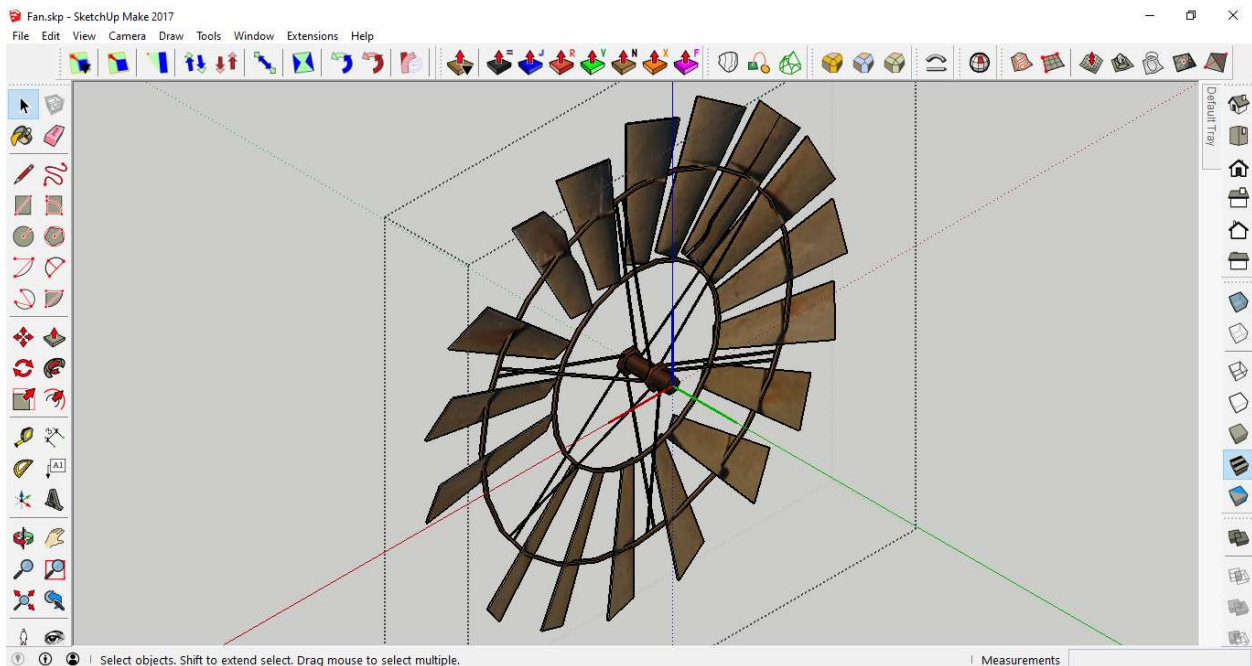 Fan.skp - SketchUp Make 2017
File Edit View Camera Draw Tools Window Extensions Help
= J R V N X F
Default Tray
A1
Select objects. Shift to extend select. Drag mouse to select multiple.
Measurements